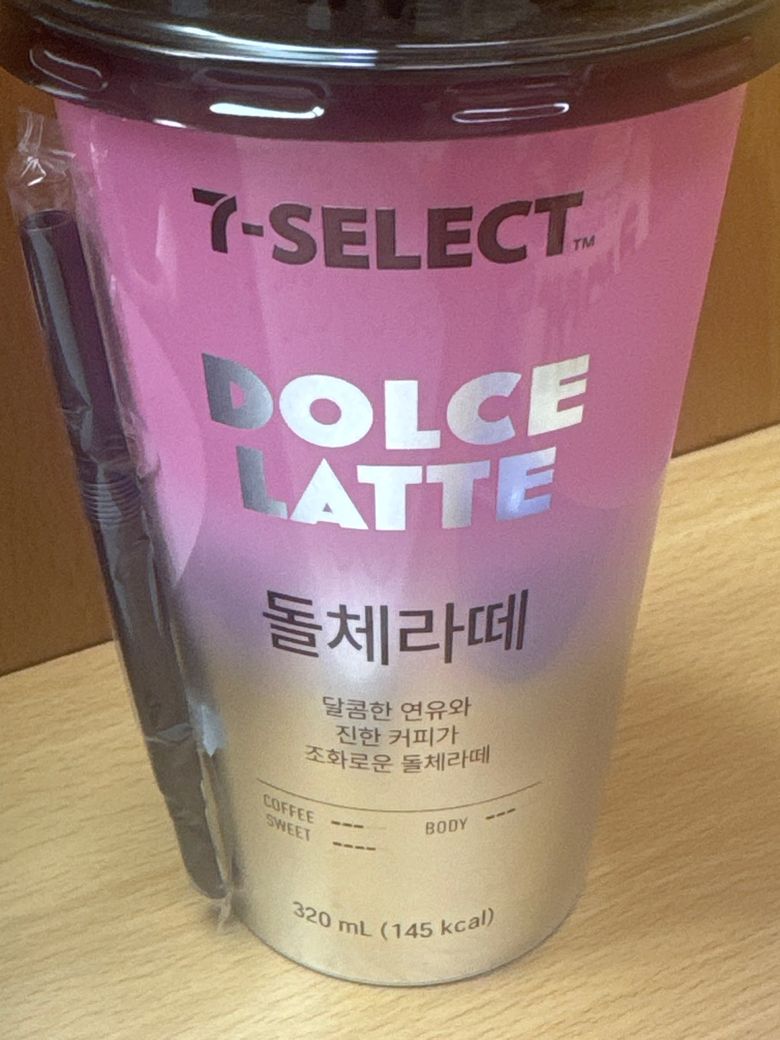 7-SELECT™
DOLCE
LATTE
돌체라떼
달콤한 연유와
진한 커피가
조화로운 돌체라떼
COFFEE
SWEET
BODY
320 mL (145 kcal)